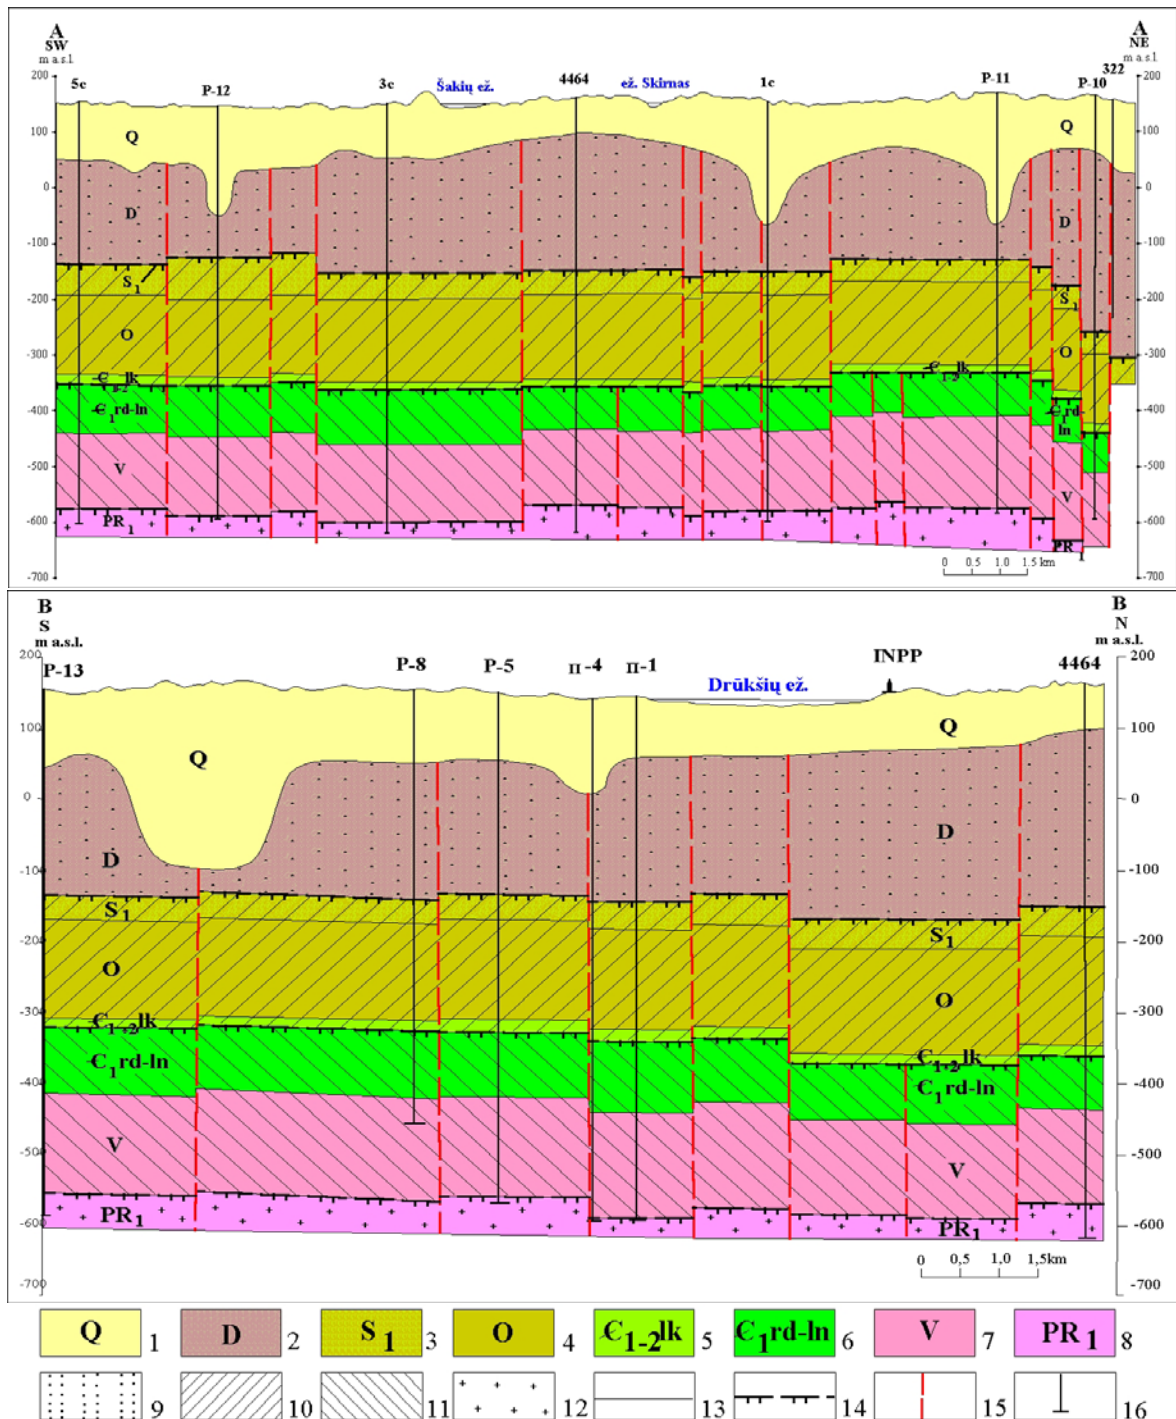 A A
SW NE
m a.s.l. m a.s.l.
5c P-12 3c Šakių ež. 4464 ež. Skirnas 1c P-11 P-10 322
200 200
100 100
0 0
-100 -100
-200 -200
-300 -300
-400 -400
-500 -500
-600 -600
-700 -700
Q Q
D D
S1 S1
O O
Є1-2lk Є1-2lk
Є1rd-ln Є1rd-ln
V V
PR1 PR1
0 0.5 1.0 1.5 km
B B
S N
m a.s.l. m a.s.l.
200 200
P-13 P-8 P-5 п-4 п-1 Drūkšių ež. INPP 4464
100 100
0 0
-100 -100
-200 -200
-300 -300
-400 -400
-500 -500
-600 -600
-700 -700
Q Q
D D
S1 S1
O O
Є1-2lk Є1-2lk
Є1rd-ln Є1rd-ln
V V
PR1 PR1
0 0,5 1,0 1,5km
Q 1 D 2 S1 3 O 4 Є1-2lk 5 Є1rd-ln 6 V 7 PR1 8
9 10 11 12 13 14 15 16